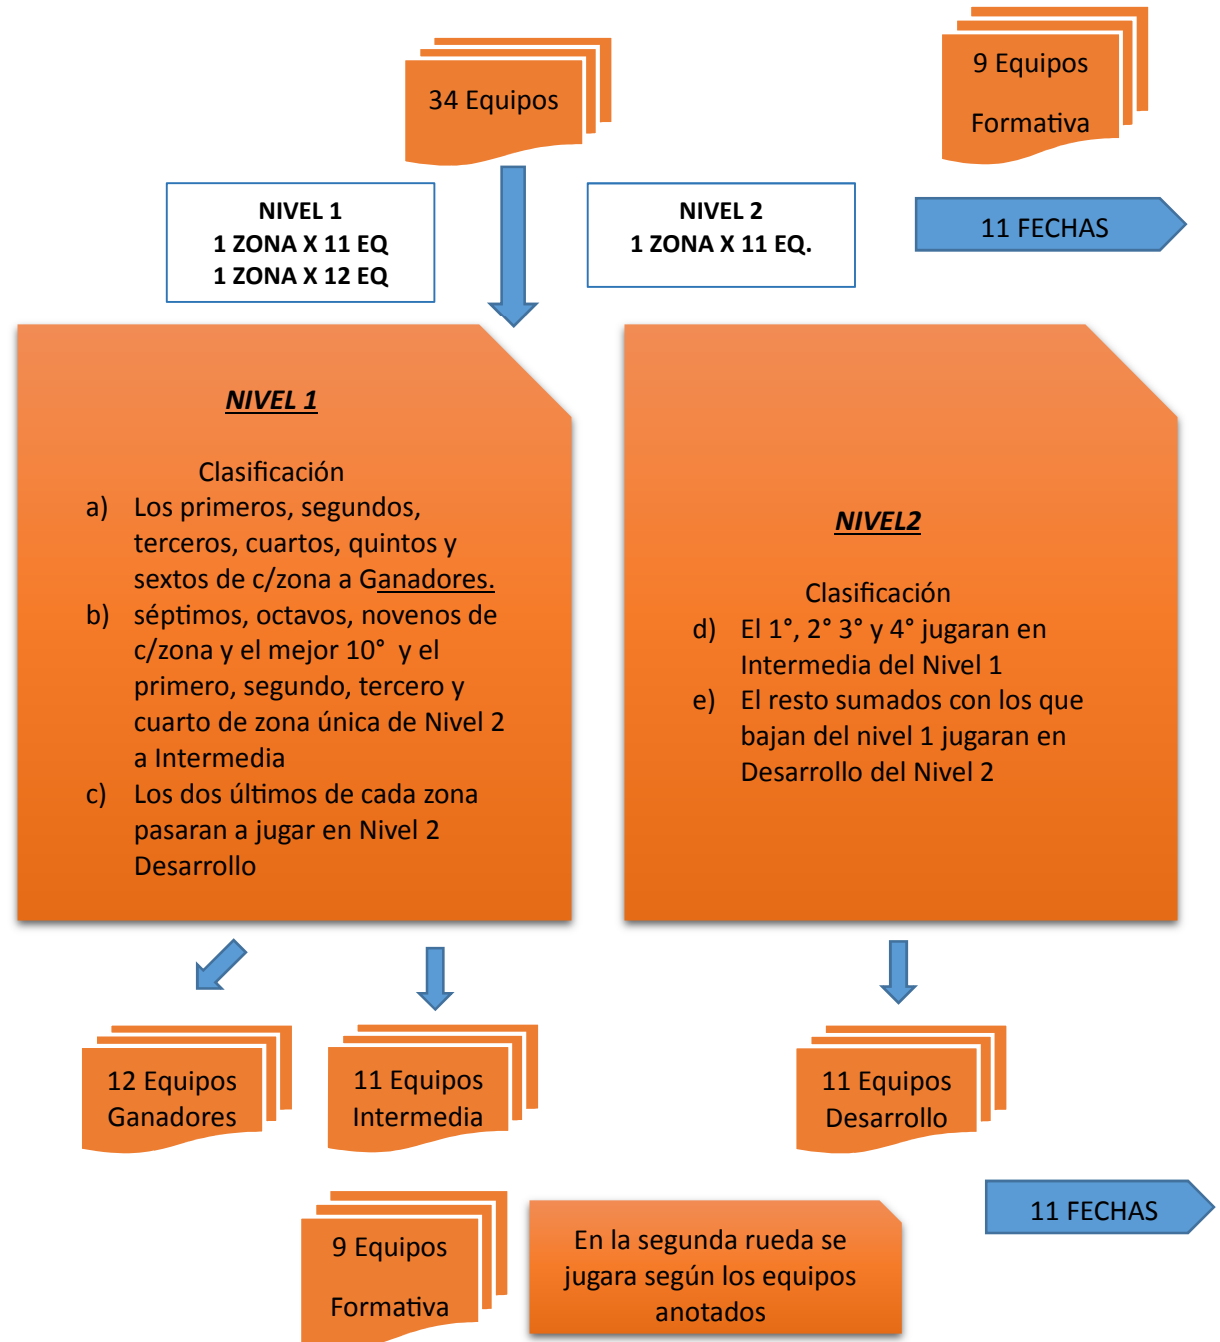 34 Equipos
9 Equipos
Formativa
NIVEL 1
1 ZONA X 11 EQ
1 ZONA X 12 EQ
NIVEL 2
1 ZONA X 11 EQ.
11 FECHAS
NIVEL 1
Clasificación
a) Los primeros, segundos,
terceros, cuartos, quintos y
sextos de c/zona a Ganadores.
b) séptimos, octavos, novenos de
c/zona y el mejor 10° y el
primero, segundo, tercero y
cuarto de zona única de Nivel 2
a Intermedia
c) Los dos últimos de cada zona
pasaran a jugar en Nivel 2
Desarrollo
NIVEL2
Clasificación
d) El 1°, 2° 3° y 4° jugaran en
Intermedia del Nivel 1
e) El resto sumados con los que
bajan del nivel 1 jugaran en
Desarrollo del Nivel 2
12 Equipos
Ganadores
11 Equipos
Intermedia
11 Equipos
Desarrollo
9 Equipos
Formativa
En la segunda rueda se
jugara según los equipos
anotados
11 FECHAS